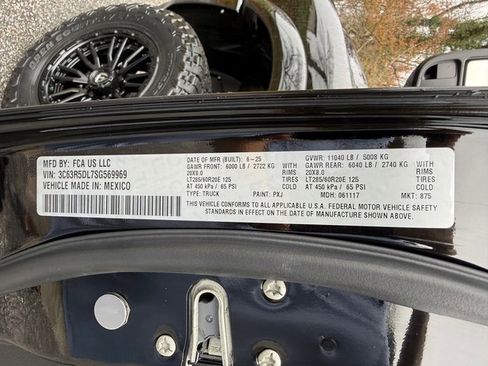 MFD BY: FCA US LLC
VIN: 3C63R5DL7SG569969
VEHICLE MADE IN: MEXICO
DATE OF MFR (BUILT) 6-25
GAWR FRONT: 6000 LB / 2722 KG
20X8.0 RIMS
LT285/60R20E 125 TIRES
AT 450 kPa / 65 PSI
TYPE: TRUCK PAINT: PXJ
GVWR: 11040 LB / 5008 KG
GAWR REAR: 6040 LB / 2740 KG
20X8.0 RIMS
LT285/60R20E 125 TIRES
AT 450 kPa / 65 PSI
MDH: 061117 MKT: 875
THIS VEHICLE CONFORMS TO ALL APPLICABLE U.S.A. FEDERAL MOTOR VEHICLE SAFETY
STANDARDS IN EFFECT ON THE DATE OF MANUFACTURE SHOWN ABOVE.